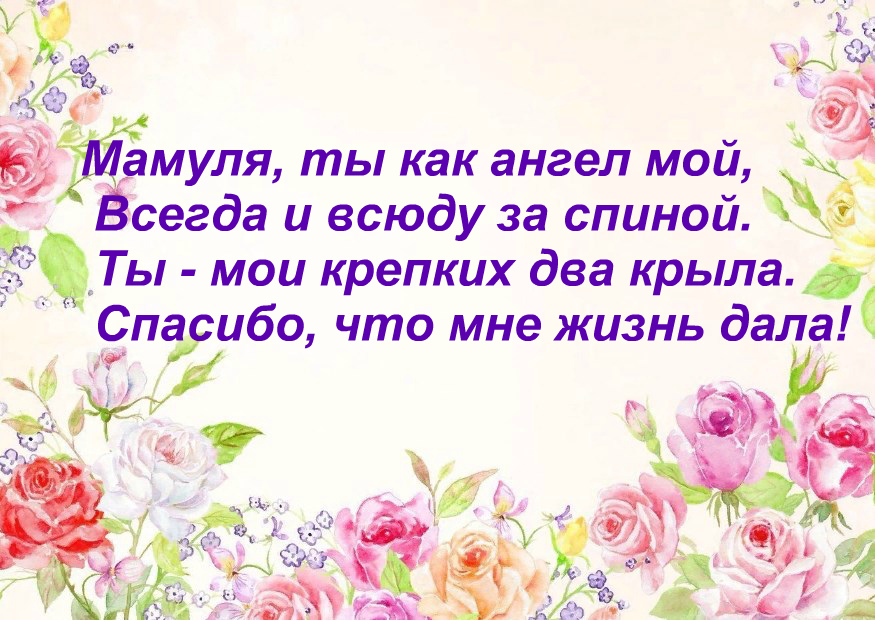 Мамуля, ты как ангел мой,
Всегда и всюду за спиной.
Ты - мои крепких два крыла.
Спасибо, что мне жизнь дала!